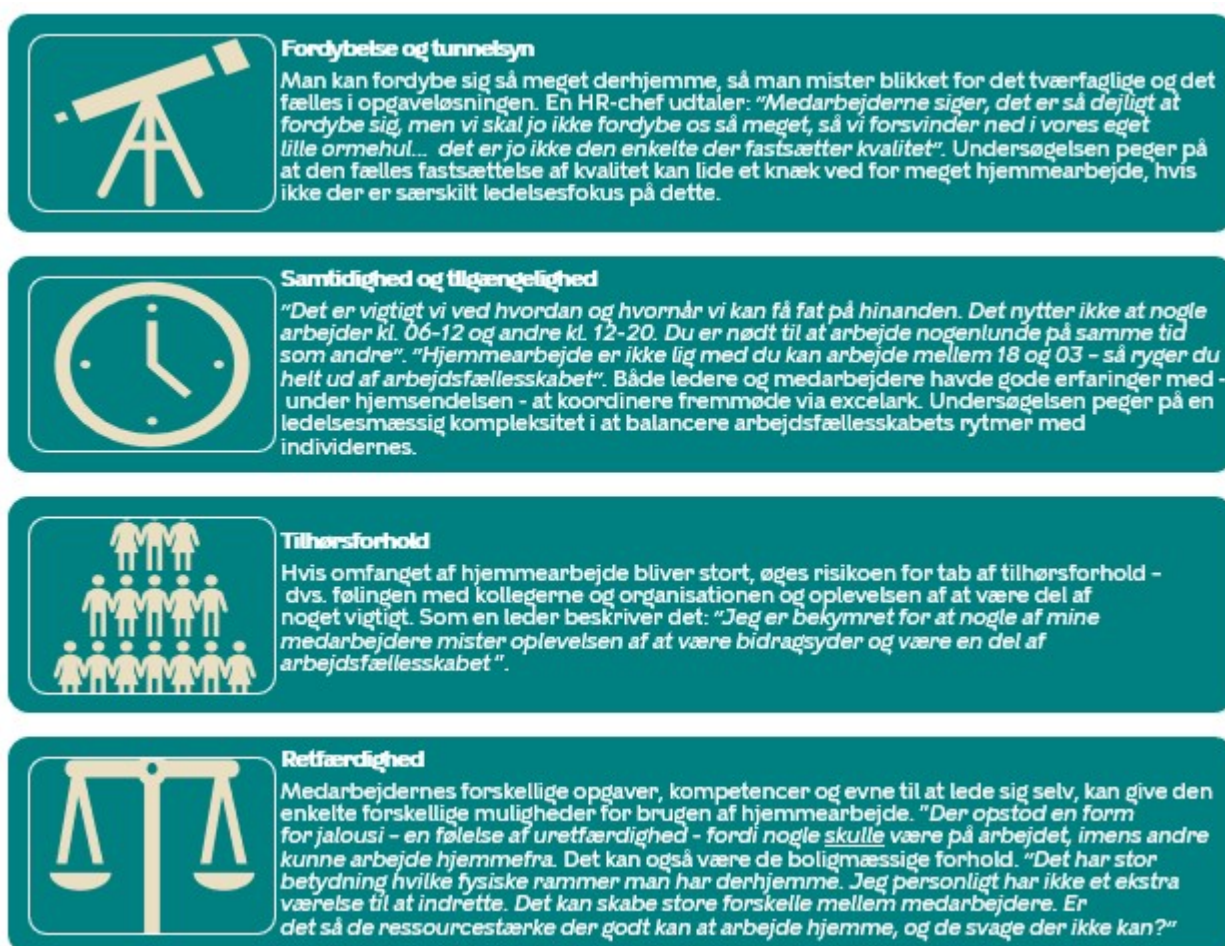 Fordybelse og tunnelsyn
Man kan fordybe sig så meget derhjemme, så man mister blikket for det tværfaglige og det
fælles i opgaveløsningen. En HR-chef udtaler: "Medarbejderne siger, det er så dejligt at
fordybe sig, men vi skal jo ikke fordybe os så meget, så vi forsvinder ned i vores eget
lille ormehul... det er jo ikke den enkelte der fastsætter kvalitet". Undersøgelsen peger på
at den fælles fastsættelse af kvalitet kan lide et knæk ved for meget hjemmearbejde, hvis
ikke der er særskilt ledelsesfokus på dette.
Samtidighed og tilgængelighed
"Det er vigtigt vi ved hvordan og hvornår vi kan få fat på hinanden. Det nytter ikke at nogle
arbejder kl. 06-12 og andre kl. 12-20. Du er nødt til at arbejde nogenlunde på samme tid
som andre". "Hjemmearbejde er ikke lig med du kan arbejde mellem 18 og 03 - så ryger du
helt ud af arbejdsfællesskabet". Både ledere og medarbejdere havde gode erfaringer med -
under hjemsendelsen - at koordinere fremmøde via excelark. Undersøgelsen peger på en
ledelsesmæssig kompleksitet i at balancere arbejdsfællesskabets rytmer med
individernes.
Tilhørsforhold
Hvis omfanget af hjemmearbejde bliver stort, øges risikoen for tab af tilhørsforhold -
dvs. følingen med kollegerne og organisationen og oplevelsen af at være del af
noget vigtigt. Som en leder beskriver det: "Jeg er bekymret for at nogle af mine
medarbejdere mister oplevelsen af at være bidragsyder og være en del af
arbejdsfællesskabet".
Retfærdighed
Medarbejdernes forskellige opgaver, kompetencer og evne til at lede sig selv, kan give den
enkelte forskellige muligheder for brugen af hjemmearbejde. "Der opstod en form
for jalousi - en følelse af uretfærdighed - fordi nogle skulle være på arbejdet, imens andre
kunne arbejde hjemmefra. Det kan også være de boligmæssige forhold. "Det har stor
betydning hvilke fysiske rammer man har derhjemme. Jeg personligt har ikke et ekstra
værelse til at indrette. Det kan skabe store forskelle mellem medarbejdere. Er
det så de ressourcestærke der godt kan at arbejde hjemme, og de svage der ikke kan?"